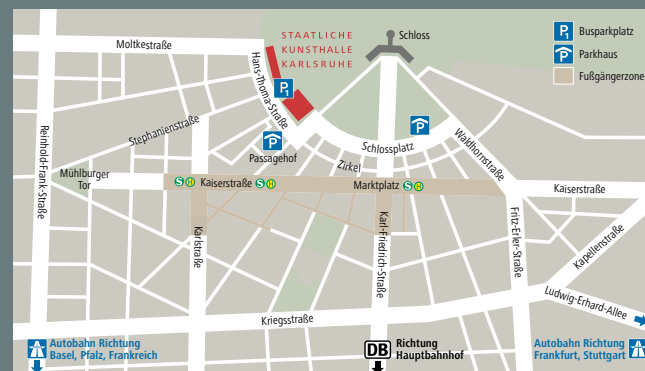 Moltkestraße
STAATLICHE
KUNSTHALLE
KARLSRUHE
Schloss
P1 Busparkplatz
P Parkhaus
Fußgängerzone
Hans-Thoma-Straße
P1
Reinhold-Frank-Straße
Stephanienstraße
P
Passagehof
P
Schlossplatz
Waldhornstraße
Zirkel
Mühlburger
Tor
S H Kaiserstraße S H
Marktplatz S H
Kaiserstraße
Karlstraße
Karl-Friedrich-Straße
Fritz-Erler-Straße
Kapellenstraße
Ludwig-Erhard-Allee
Kriegsstraße
Autobahn Richtung
Basel, Pfalz, Frankreich
DB Richtung
Hauptbahnhof
Autobahn Richtung
Frankfurt, Stuttgart